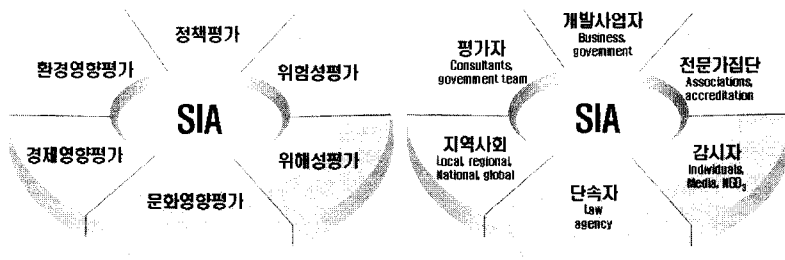 정책평가
환경영향평가
위험성평가
SIA
경제영향평가
위해성평가
문화영향평가
개발사업자
Business,
government
평가자
Consultants,
government team
전문가집단
Associations,
accreditation
SIA
지역사회
Local, regional,
National, global
감시자
Individuals,
Media, NGO3
단속자
Law
agency